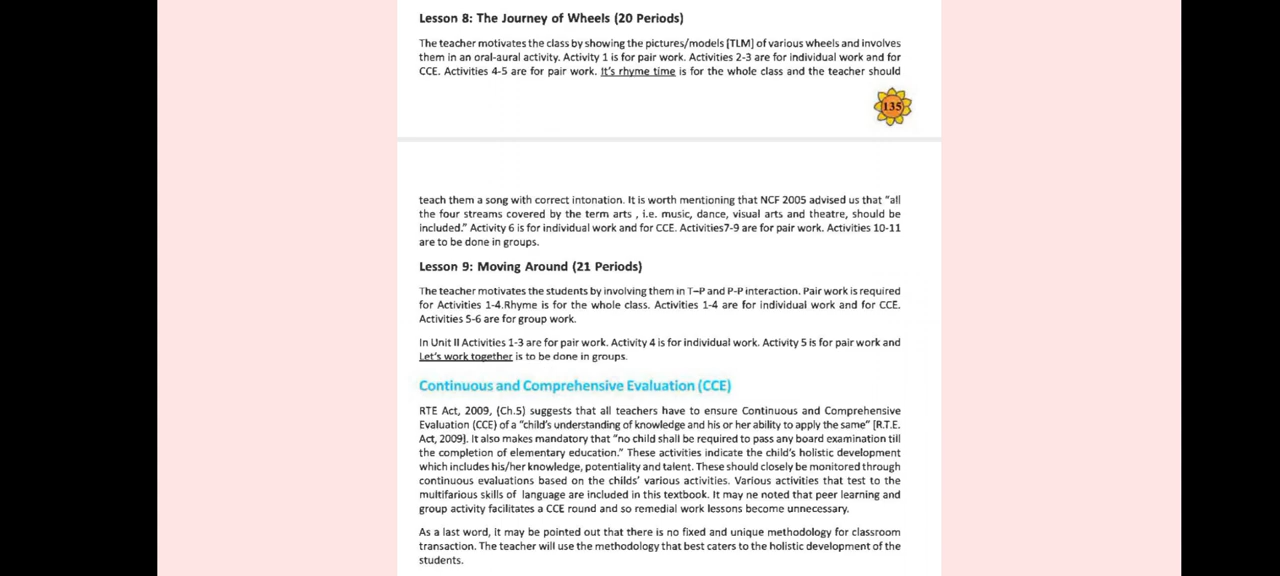 Lesson 8: The Journey of Wheels (20 Periods)
The teacher motivates the class by showing the pictures/models [TLM] of various wheels and involves
them in an oral-aural activity. Activity 1 is for pair work. Activities 2-3 are for individual work and for
CCE. Activities 4-5 are for pair work. It's rhyme time is for the whole class and the teacher should
135
teach them a song with correct intonation. It is worth mentioning that NCF 2005 advised us that "all
the four streams covered by the term arts , i.e. music, dance, visual arts and theatre, should be
included." Activity 6 is for individual work and for CCE. Activities7-9 are for pair work. Activities 10-11
are to be done in groups.
Lesson 9: Moving Around (21 Periods)
The teacher motivates the students by involving them in T–P and P-P interaction. Pair work is required
for Activities 1-4.Rhyme is for the whole class. Activities 1-4 are for individual work and for CCE.
Activities 5-6 are for group work.
In Unit II Activities 1-3 are for pair work. Activity 4 is for individual work. Activity 5 is for pair work and
Let's work together is to be done in groups.
Continuous and Comprehensive Evaluation (CCE)
RTE Act, 2009, (Ch.5) suggests that all teachers have to ensure Continuous and Comprehensive
Evaluation (CCE) of a "child's understanding of knowledge and his or her ability to apply the same" [R.T.E.
Act, 2009]. It also makes mandatory that "no child shall be required to pass any board examination till
the completion of elementary education." These activities indicate the child's holistic development
which includes his/her knowledge, potentiality and talent. These should closely be monitored through
continuous evaluations based on the childs' various activities. Various activities that test to the
multifarious skills of language are included in this textbook. It may ne noted that peer learning and
group activity facilitates a CCE round and so remedial work lessons become unnecessary.
As a last word, it may be pointed out that there is no fixed and unique methodology for classroom
transaction. The teacher will use the methodology that best caters to the holistic development of the
students.